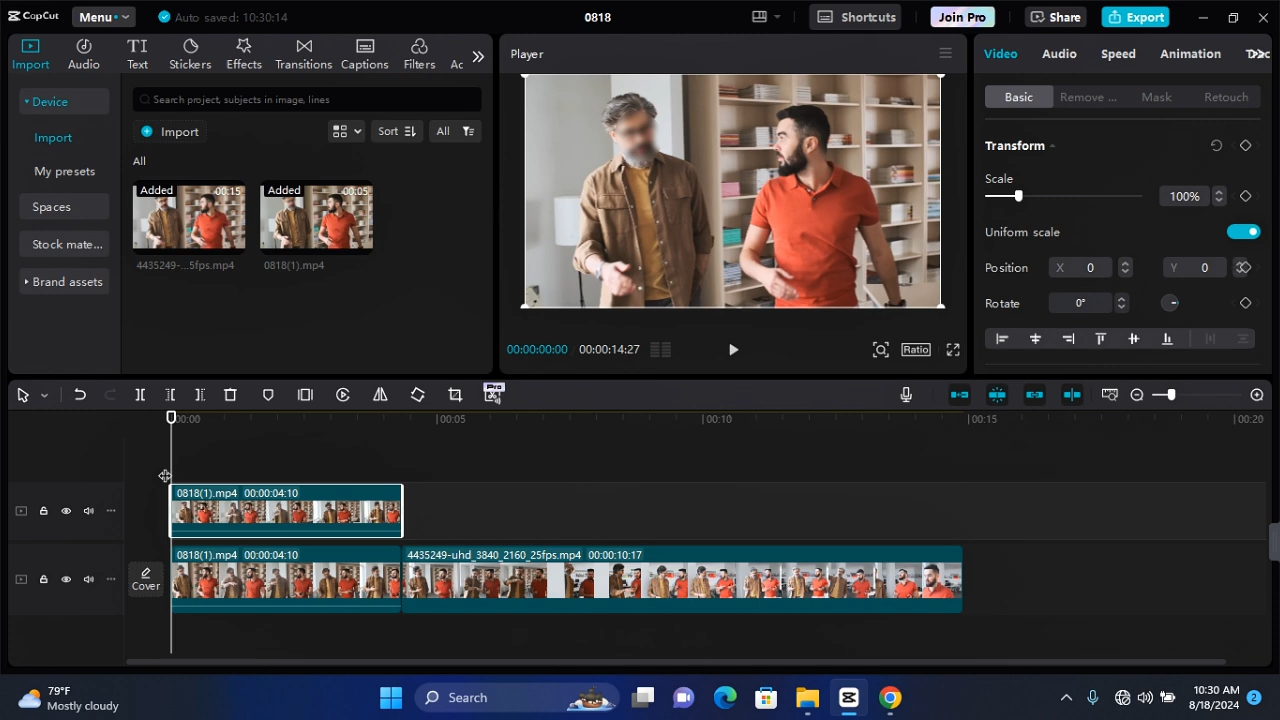 CapCut
Menu
Auto saved: 10:30:14
0818
Shortcuts
Join Pro
Share
Export
Import
Audio
Text
Stickers
Effects
Transitions
Captions
Filters
Ac
Player
Video
Audio
Speed
Animation
Device
Import
My presets
Spaces
Stock mate...
Brand assets
Search project, subjects in image, lines
Import
Sort
All
All
Added 00:15
Added 00:05
4435249-...5fps.mp4
0818(1).mp4
00:00:00:00
00:00:14:27
Ratio
Basic
Remove ...
Mask
Retouch
Transform
Scale
100%
Uniform scale
Position
X 0
Y 0
Rotate
0°
Pro
00:00
00:05
00:10
00:15
00:20
0818(1).mp4 00:00:04:10
Cover
0818(1).mp4 00:00:04:10
4435249-uhd_3840_2160_25fps.mp4 00:00:10:17
79°F
Mostly cloudy
Search
10:30 AM
8/18/2024
2